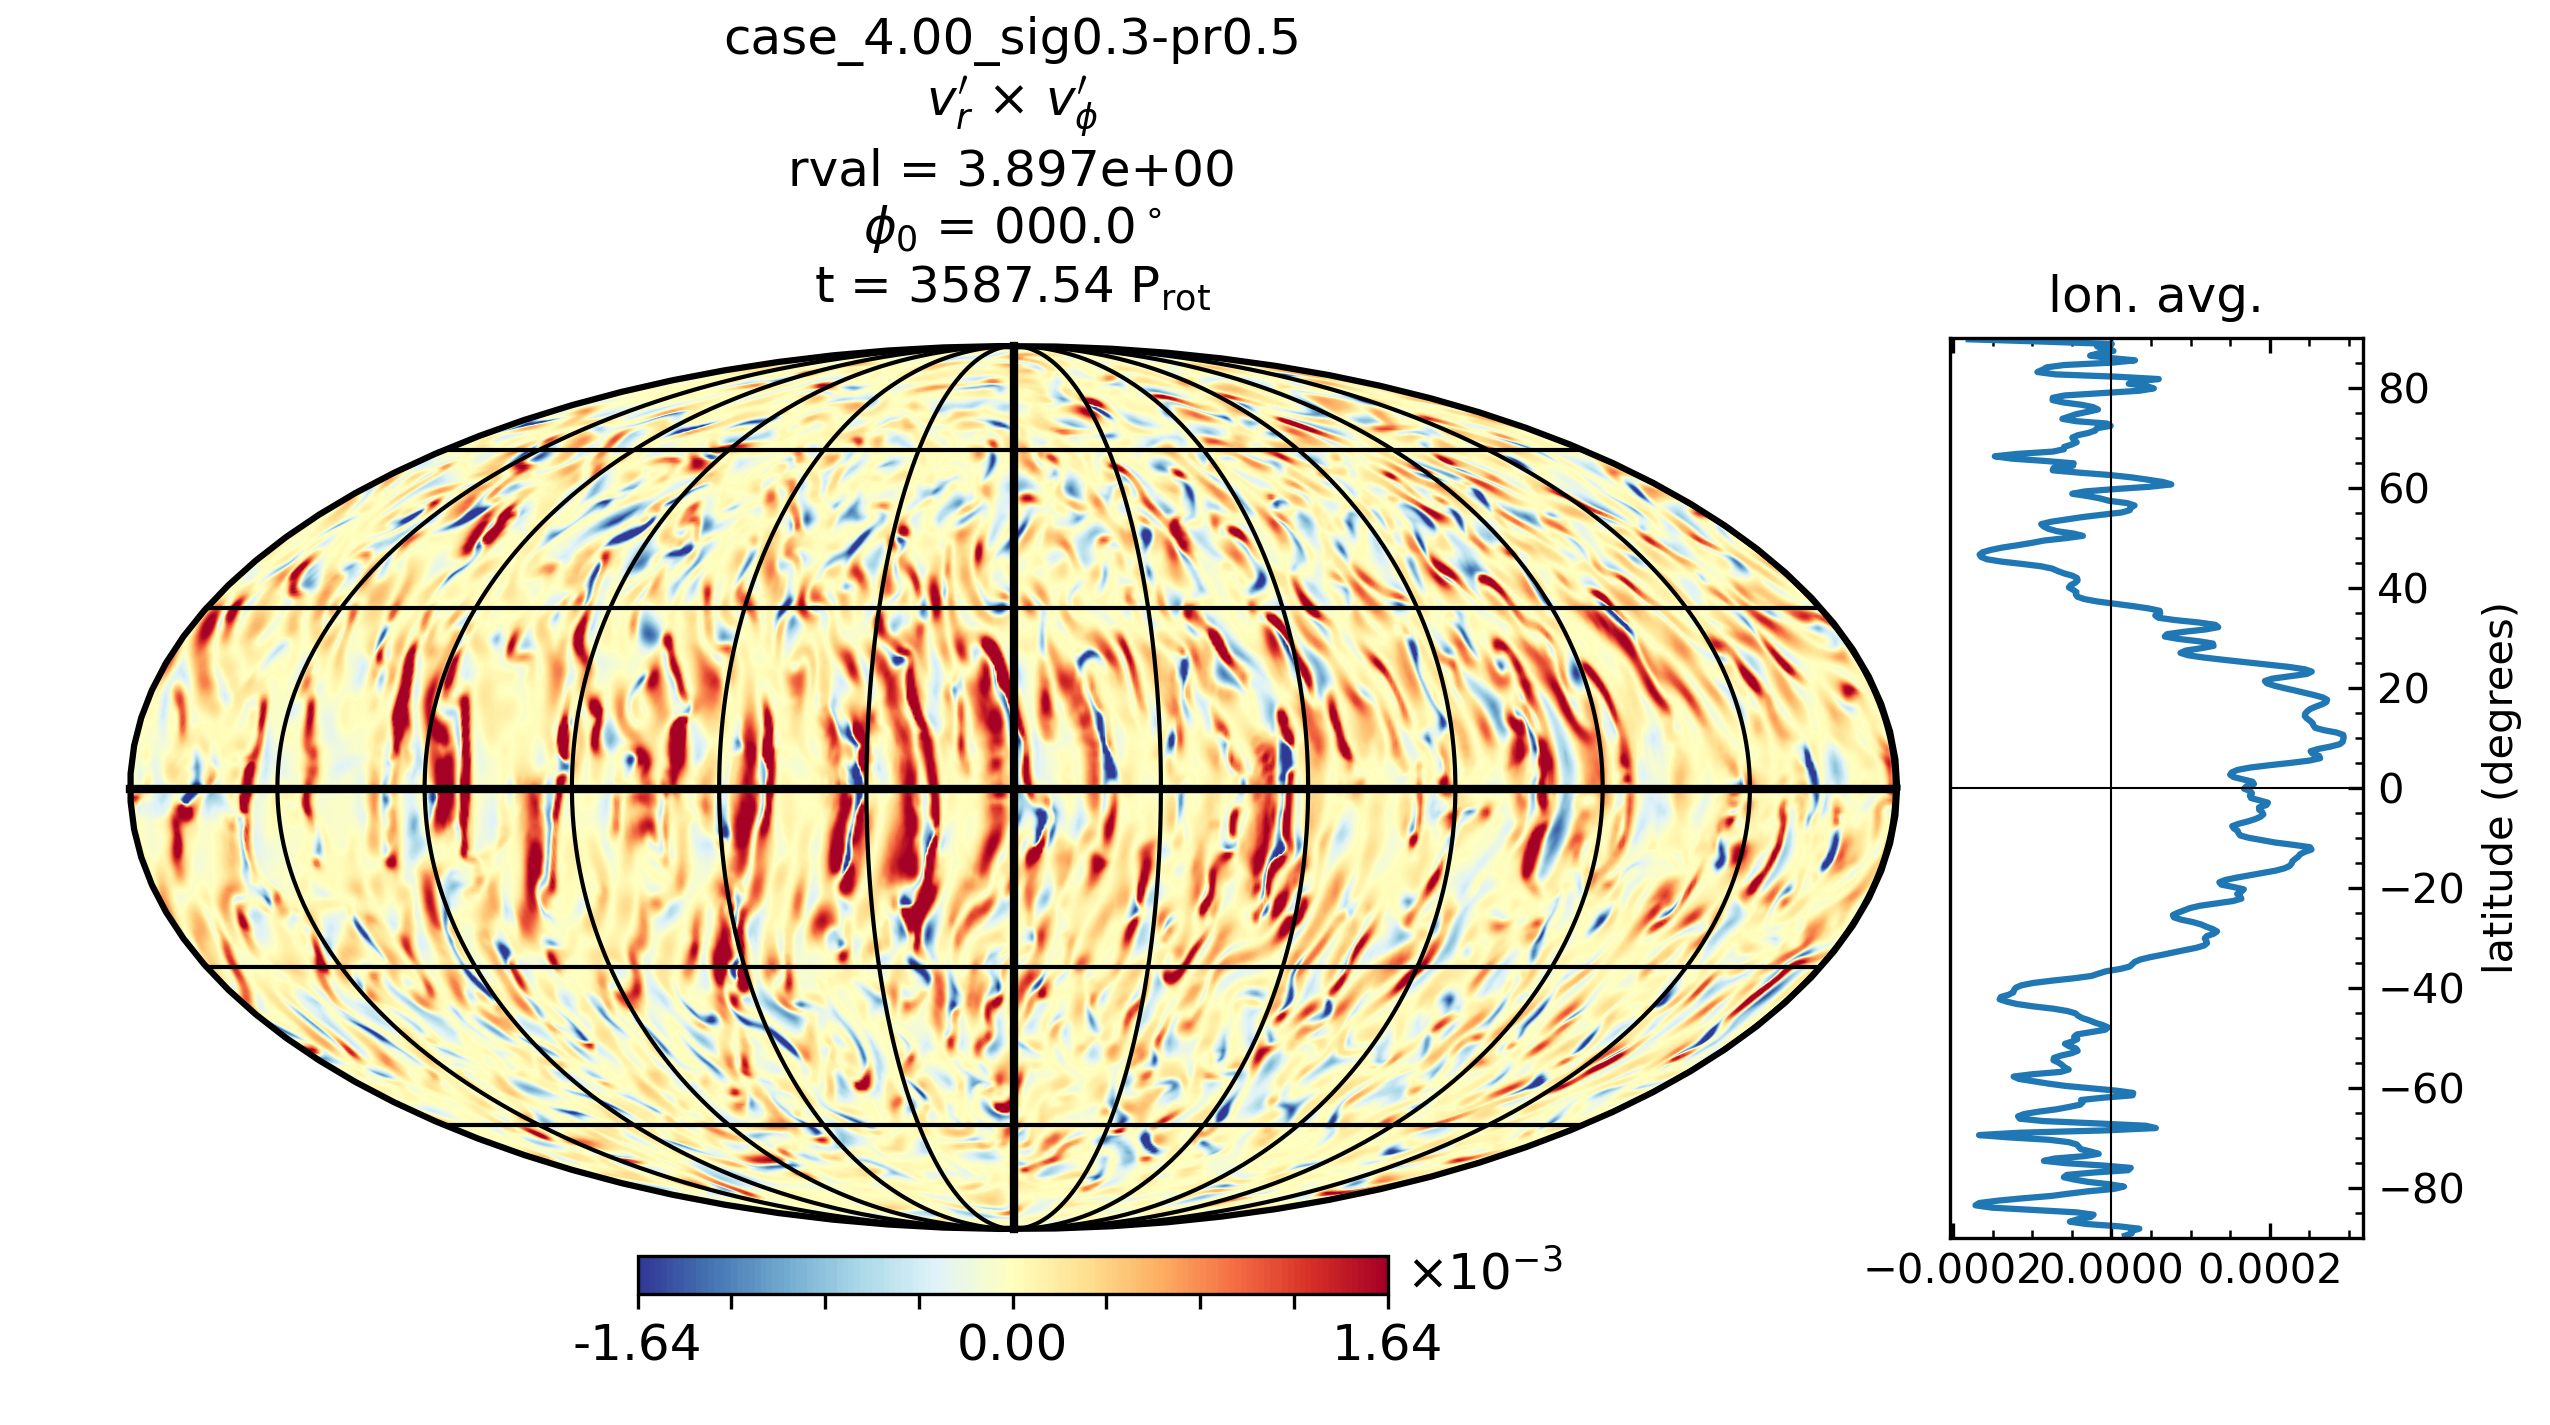 case_4.00_sig0.3-pr0.5
v′r × v′ϕ
rval = 3.897e+00
ϕ0 = 000.0°
t = 3587.54 Prot
lon. avg.
80
60
40
20
0
−20
−40
−60
−80
latitude (degrees)
−0.0002 0.0000 0.0002
×10−3
-1.64 0.00 1.64